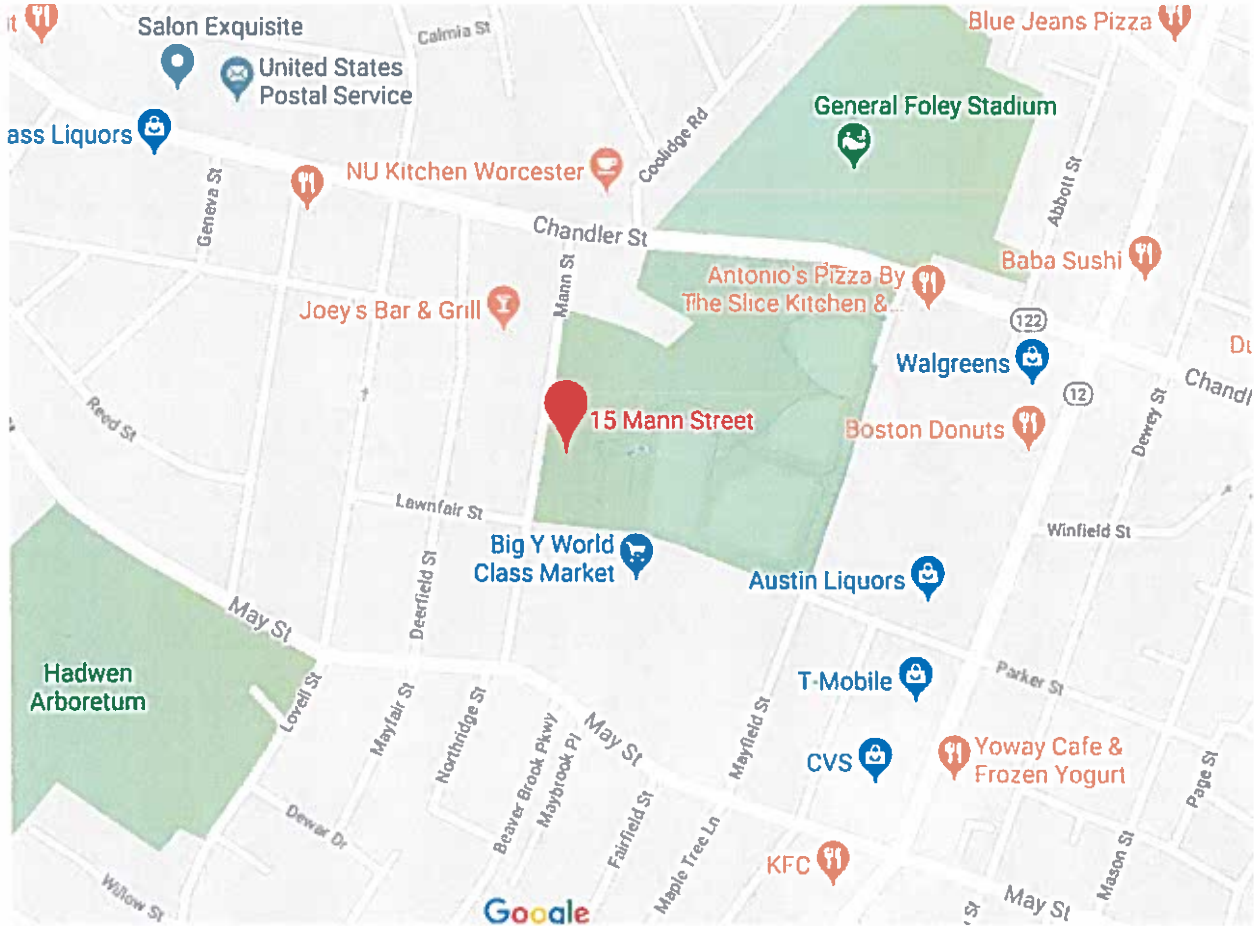 Blue Jeans Pizza
Salon Exquisite
Calmia St
United States
Postal Service
General Foley Stadium
ass Liquors
Coolidge Rd
NU Kitchen Worcester
Geneva St
Abbott St
Chandler St
Mann St
Baba Sushi
Antonio's Pizza By
The Slice Kitchen &...
Joey's Bar & Grill
122
Walgreens
Du
12
Chandl
Reed St
15 Mann Street
Boston Donuts
Dewey St
Lawnfair St
Winfield St
Big Y World
Class Market
Austin Liquors
Deerfield St
May St
Hadwen
Arboretum
Lovell St
T-Mobile
Parker St
Mayfair St
Northridge St
May St
Mayfield St
CVS
Yoway Cafe &
Frozen Yogurt
Page St
Beaver Brook Pkwy
Maybrook Pl
Dewar Dr
Fairfield St
Maple Tree Ln
KFC
Mason St
Willow St
Google
St
May St